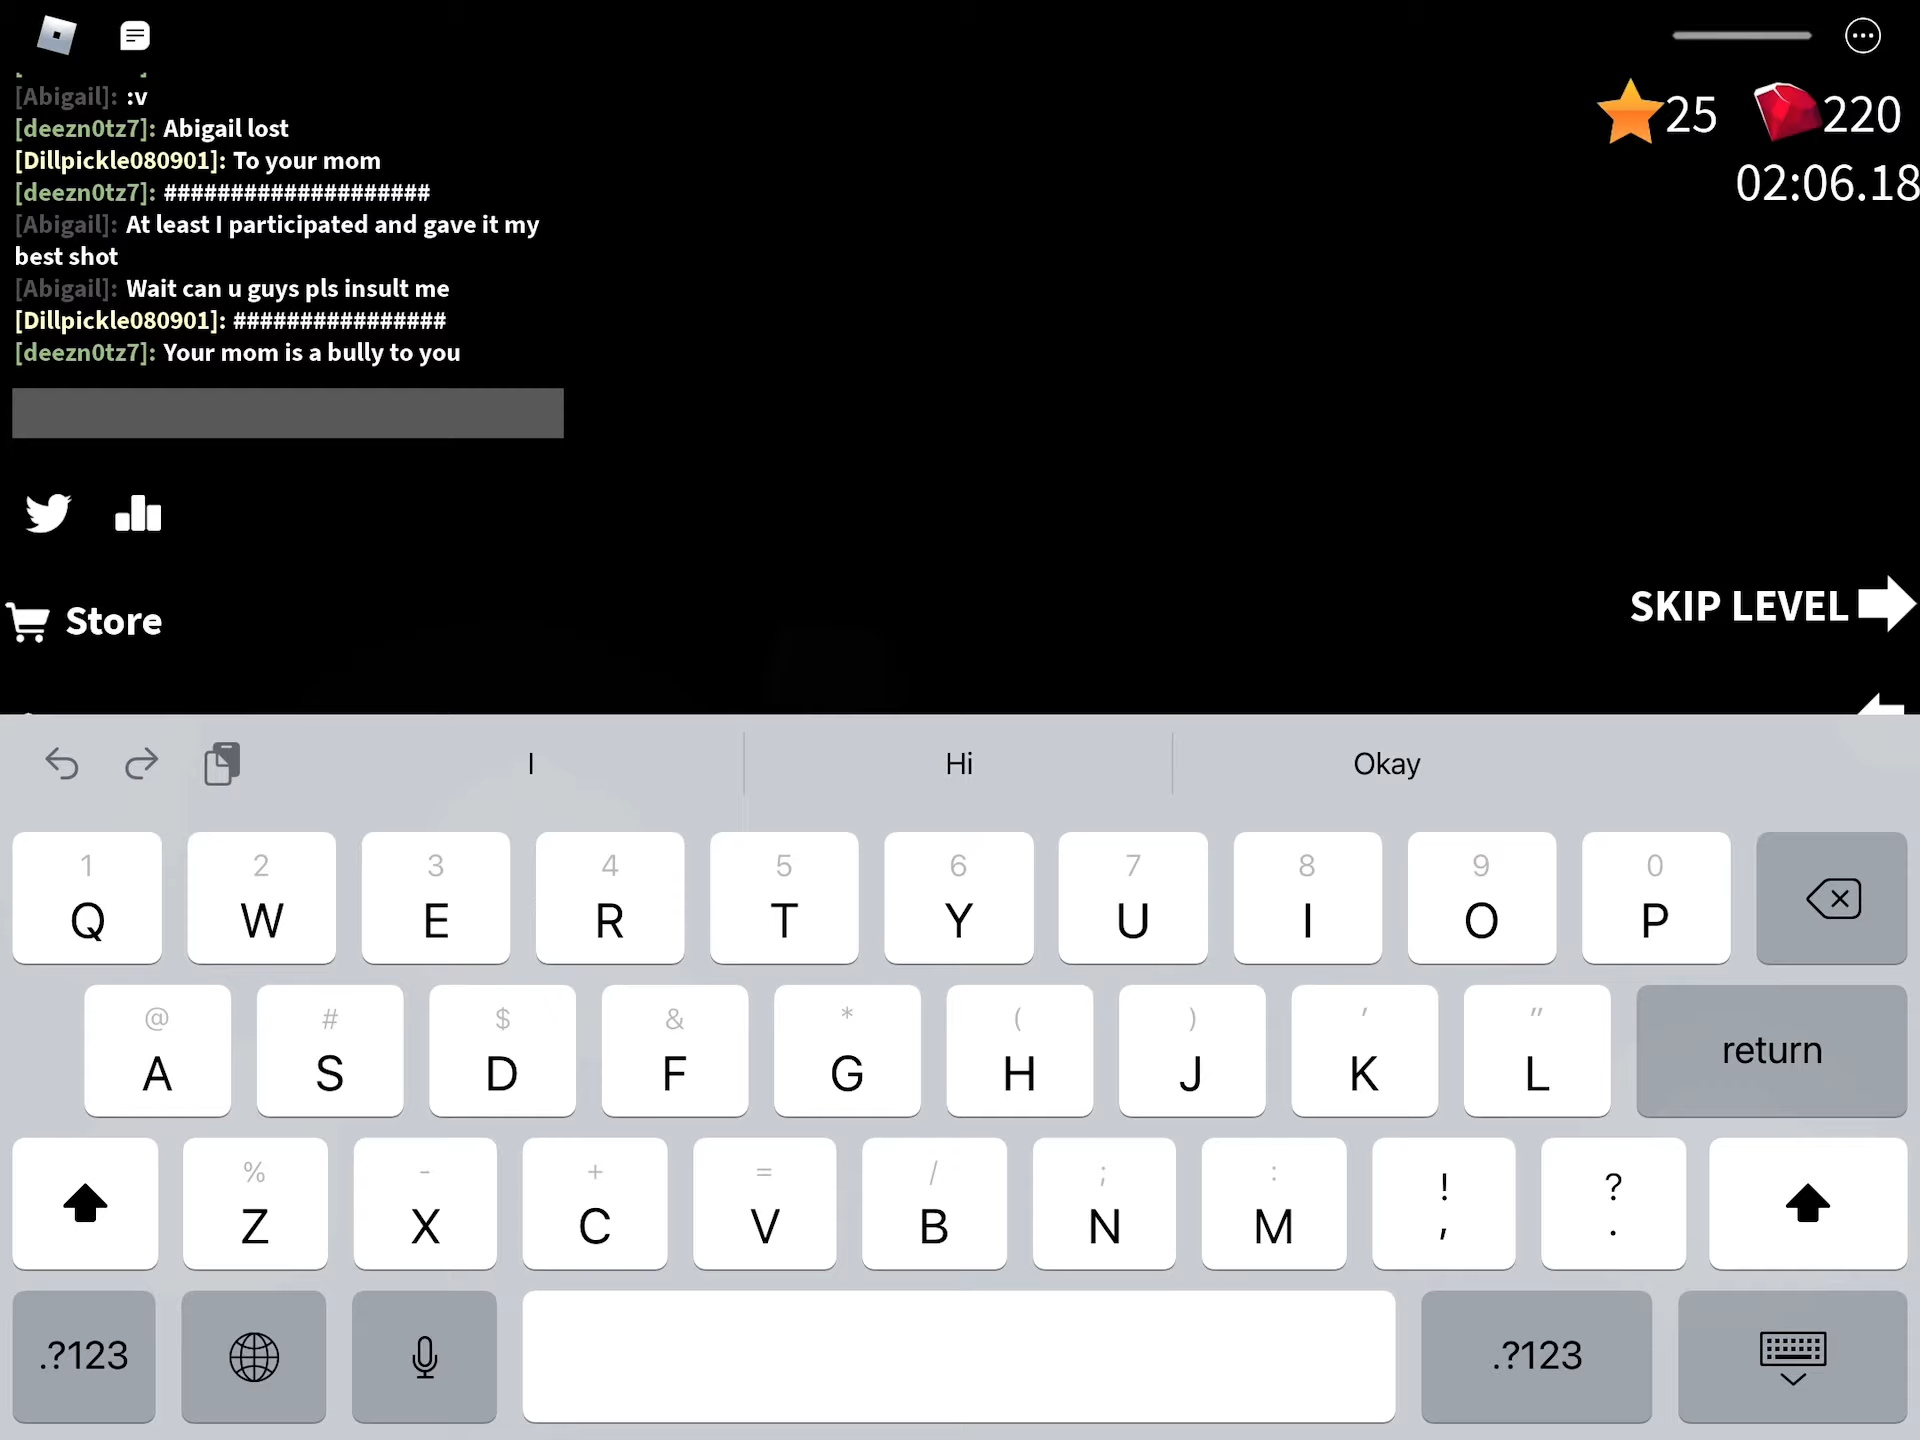 [Abigail]: :v
[deezn0tz7]: Abigail lost
[Dillpickle080901]: To your mom
[deezn0tz7]: ####################
[Abigail]: At least I participated and gave it my
best shot
[Abigail]: Wait can u guys pls insult me
[Dillpickle080901]: ################
[deezn0tz7]: Your mom is a bully to you
25 220
02:06.18
Store
SKIP LEVEL
I Hi Okay
1 2 3 4 5 6 7 8 9 0
Q W E R T Y U I O P
@ # $ & * ( ) ' "
A S D F G H J K L return
% - + = / ; : ! ?
Z X C V B N M , .
.?123 .?123